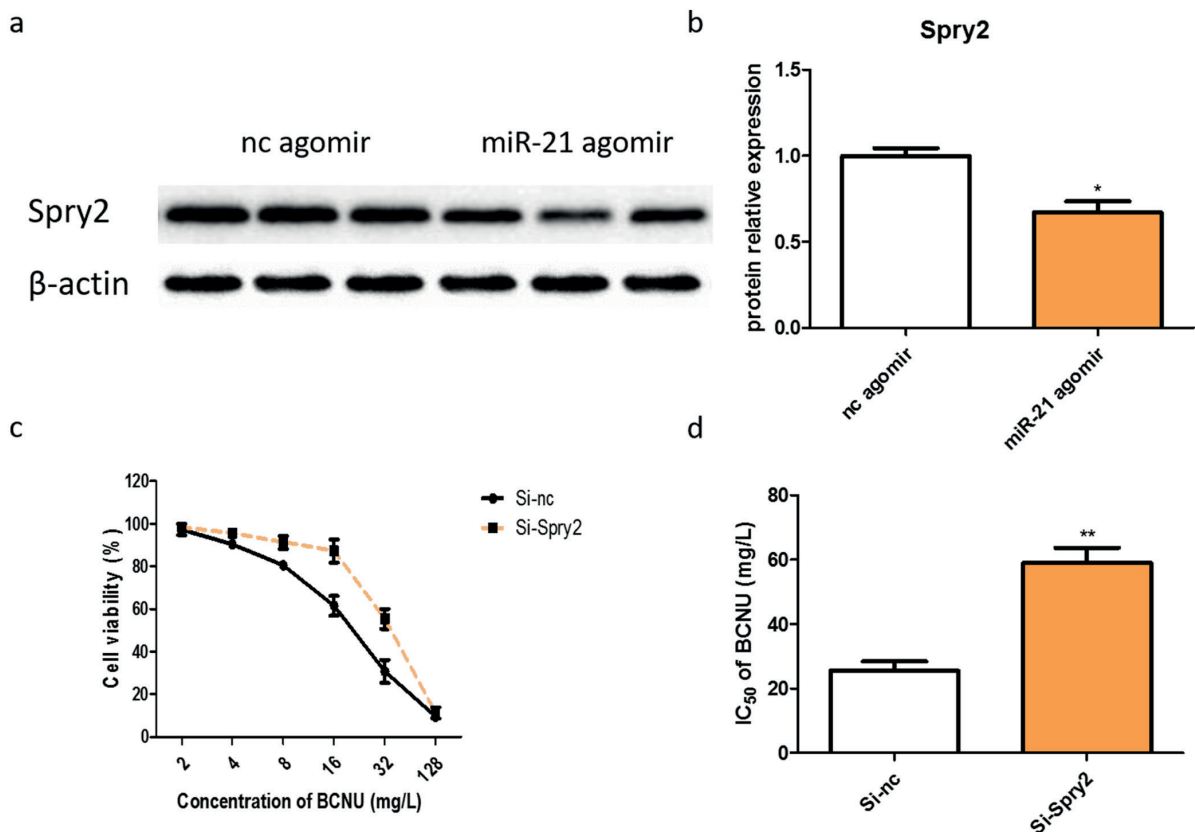 a
nc agomir miR-21 agomir
Spry2
β-actin
b
Spry2
protein relative expression
1.5
1.0
0.5
0.0
*
nc agomir
miR-21 agomir
c
Cell viability (%)
120
100
80
60
40
20
0
2 4 8 16 32 128
Concentration of BCNU (mg/L)
Si-nc
Si-Spry2
d
IC50 of BCNU (mg/L)
80
60
40
20
0
**
Si-nc
Si-Spry2